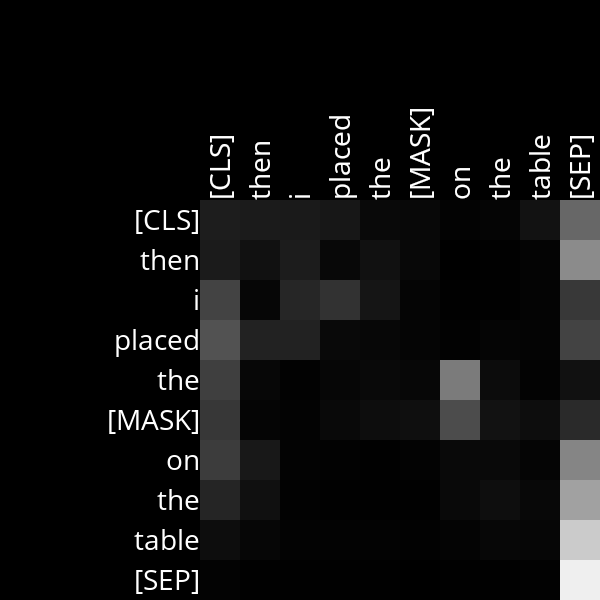 [CLS] then i placed the [MASK] on the table [SEP]
[CLS]
then
i
placed
the
[MASK]
on
the
table
[SEP]